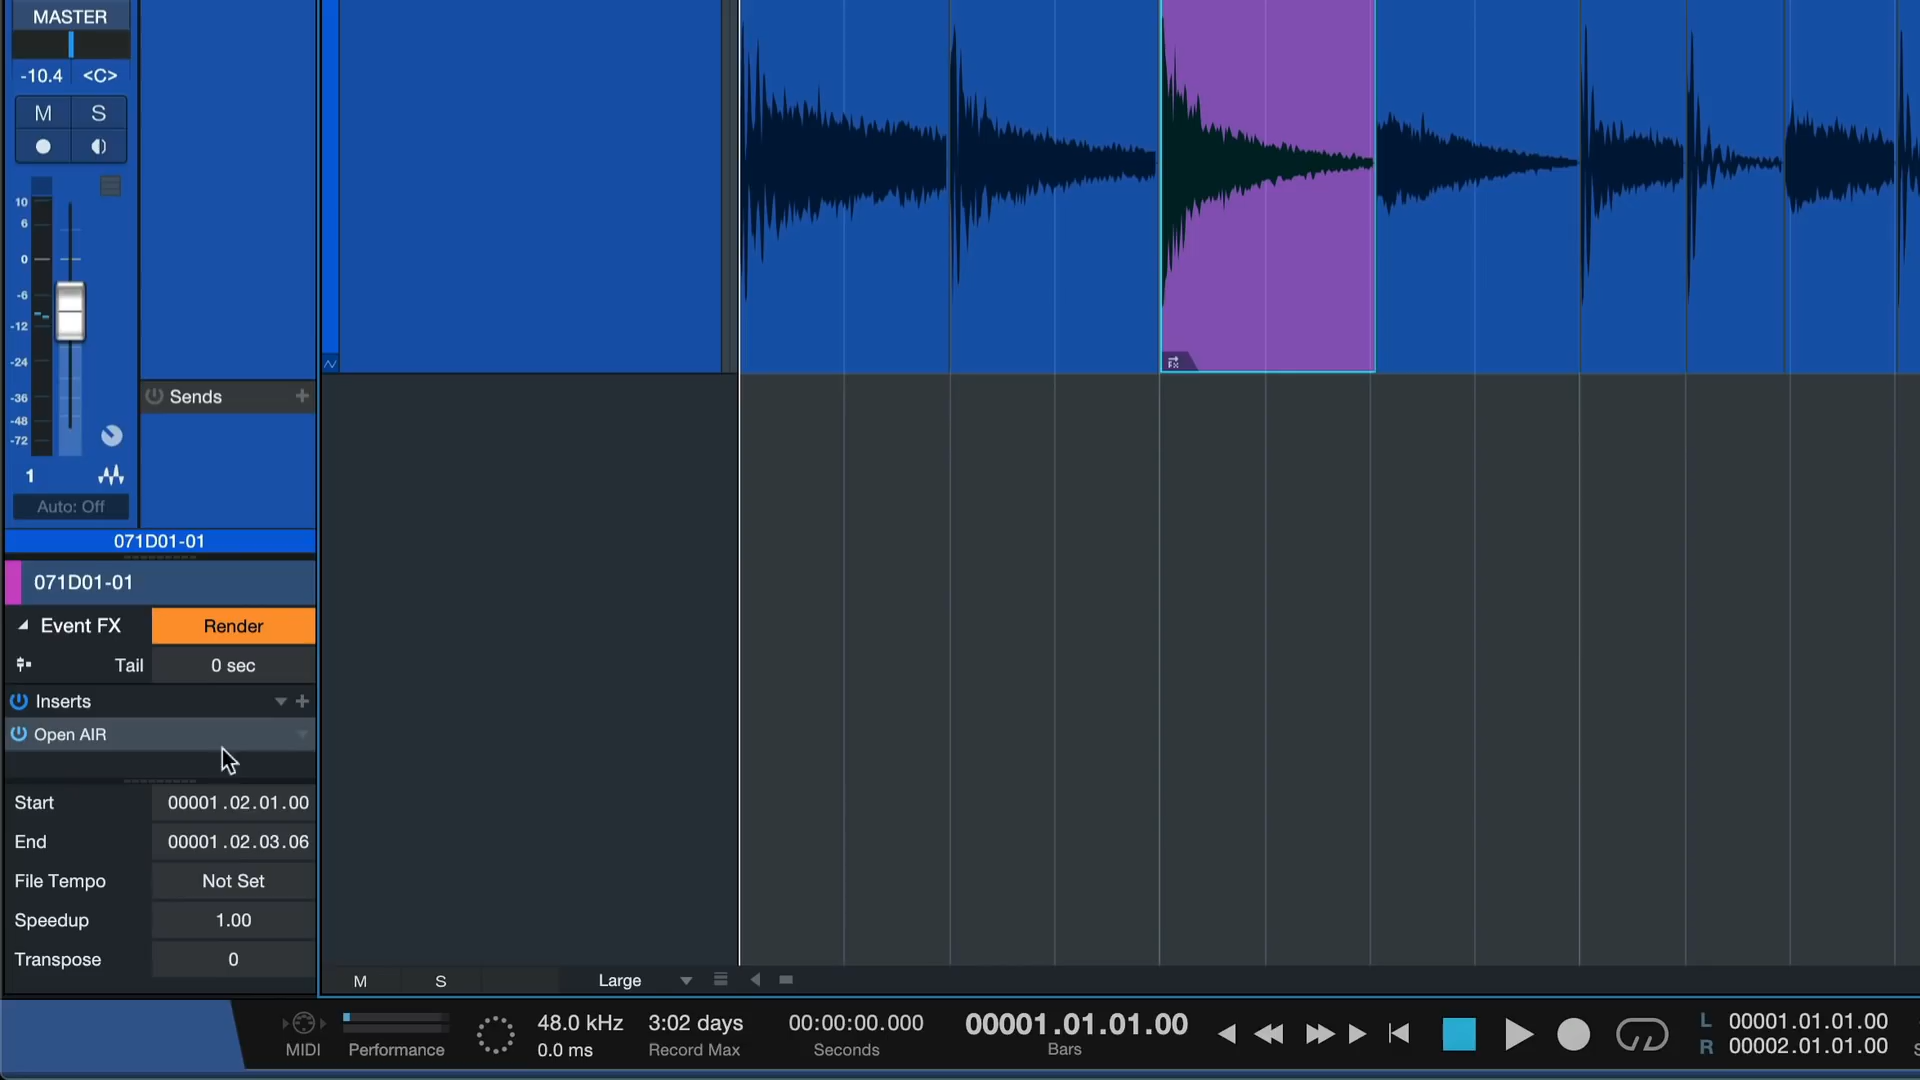 MASTER
-10.4 <C>
M S
10
6
0
-6
-12
-24
-36
-48
-72
1
Auto: Off
Sends
071D01-01
071D01-01
Event FX Render
Tail 0 sec
Inserts
Open AIR
Start 00001.02.01.00
End 00001.02.03.06
File Tempo Not Set
Speedup 1.00
Transpose 0
FX
M S Large
MIDI
Performance
48.0 kHz
0.0 ms
3:02 days
Record Max
00:00:00.000
Seconds
00001.01.01.00
Bars
L 00001.01.01.00
R 00002.01.01.00